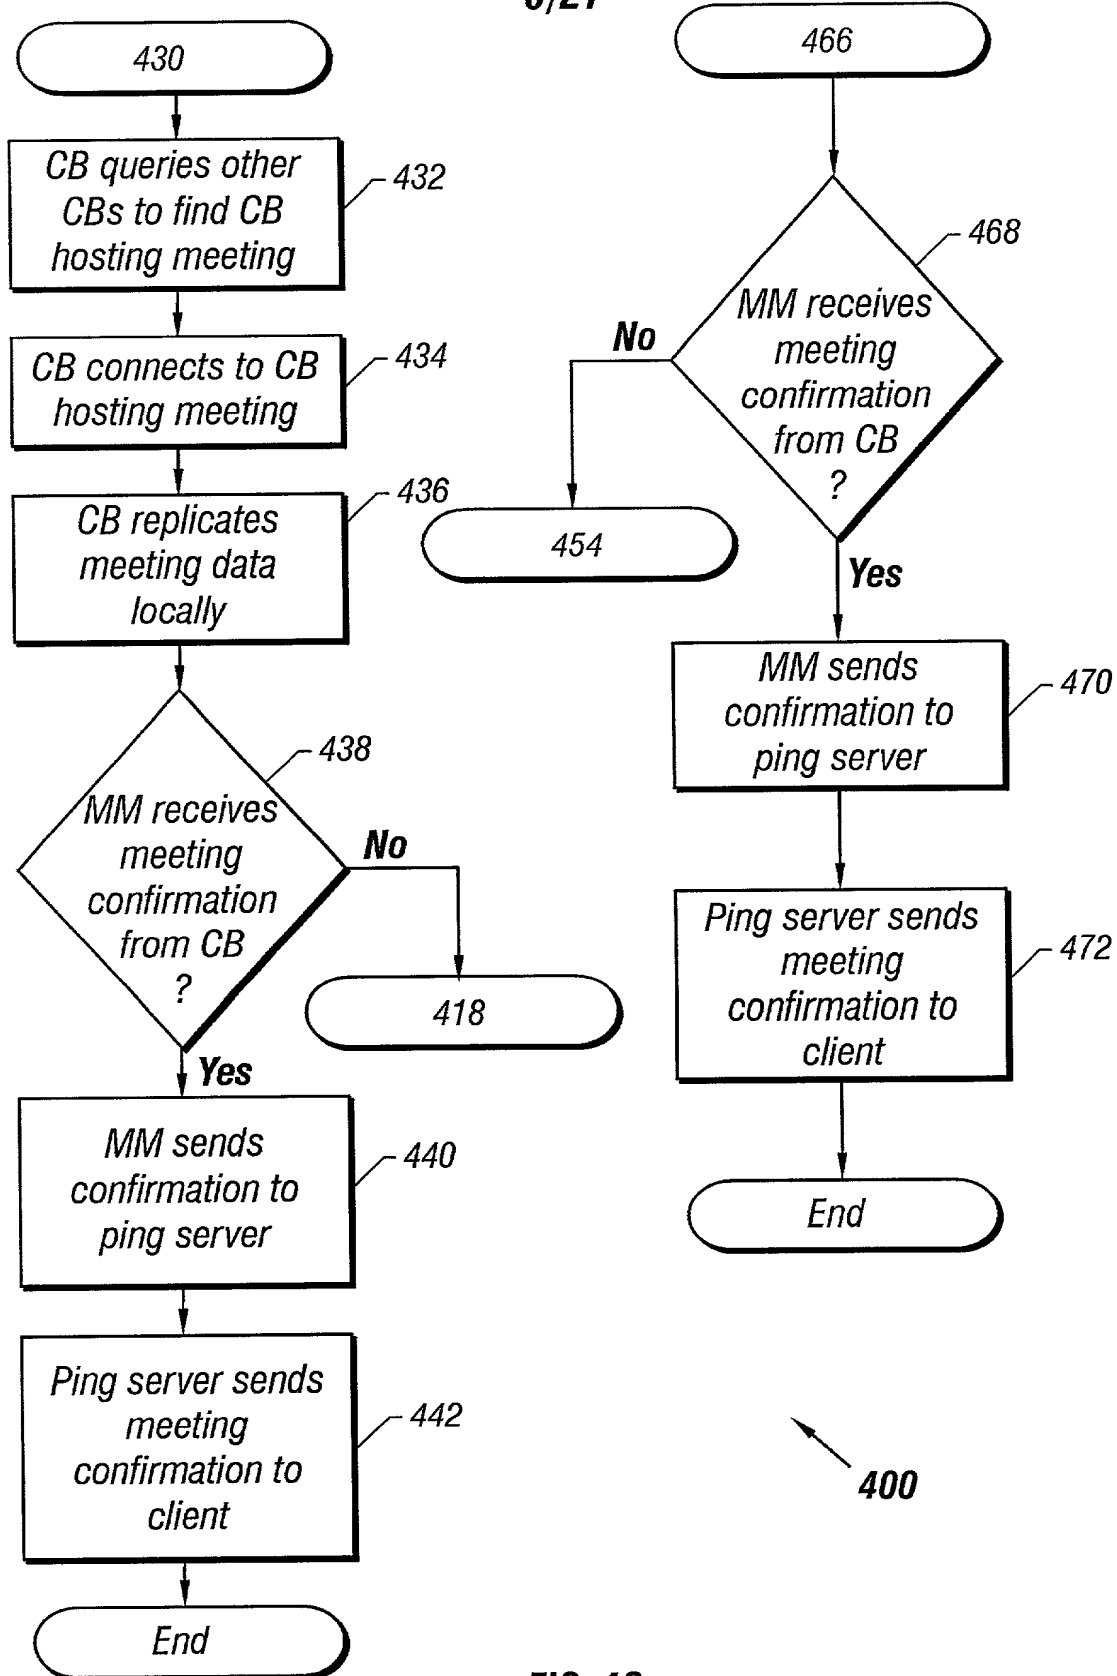 430
CB queries other
CBs to find CB
hosting meeting
432
CB connects to CB
hosting meeting
434
CB replicates
meeting data
locally
436
MM receives
meeting
confirmation
from CB
?
438
No
418
Yes
MM sends
confirmation to
ping server
440
Ping server sends
meeting
confirmation to
client
442
End
466
MM receives
meeting
confirmation
from CB
?
468
No
454
Yes
MM sends
confirmation to
ping server
470
Ping server sends
meeting
confirmation to
client
472
End
400